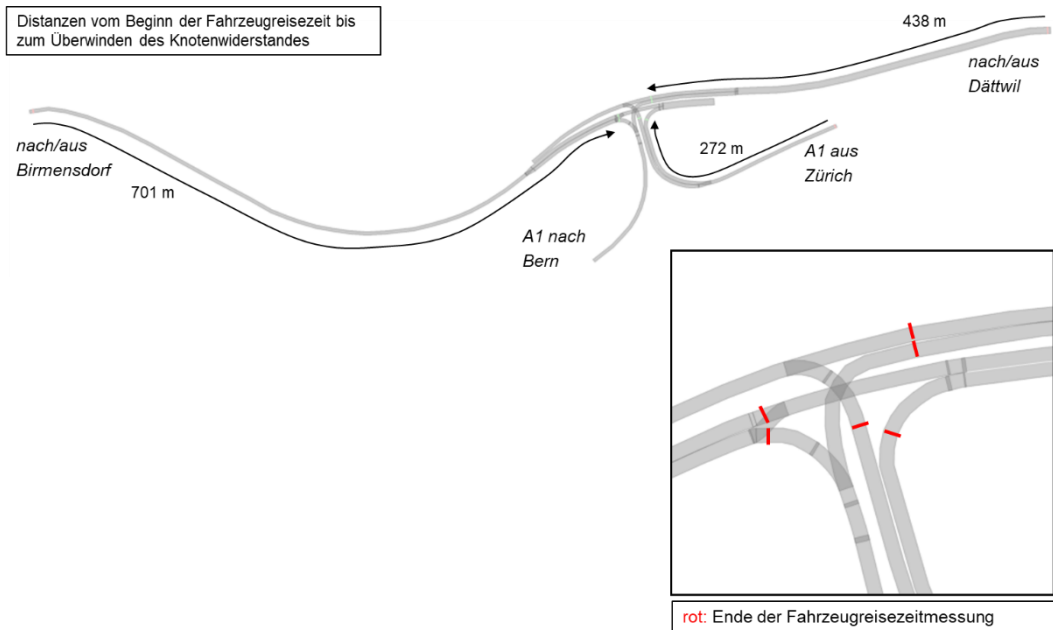 Distanzen vom Beginn der Fahrzeugreisezeit bis
zum Überwinden des Knotenwiderstandes
438 m
nach/aus
Dättwil
nach/aus
Birmensdorf
701 m
272 m
A1 aus
Zürich
A1 nach
Bern
rot: Ende der Fahrzeugreisezeitmessung